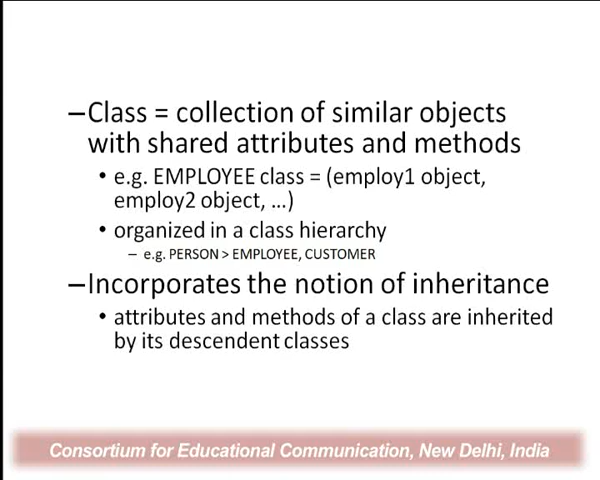 –Class = collection of similar objects
with shared attributes and methods
• e.g. EMPLOYEE class = (employ1 object,
employ2 object, ...)
• organized in a class hierarchy
– e.g. PERSON > EMPLOYEE, CUSTOMER
–Incorporates the notion of inheritance
• attributes and methods of a class are inherited
by its descendent classes
Consortium for Educational Communication, New Delhi, India